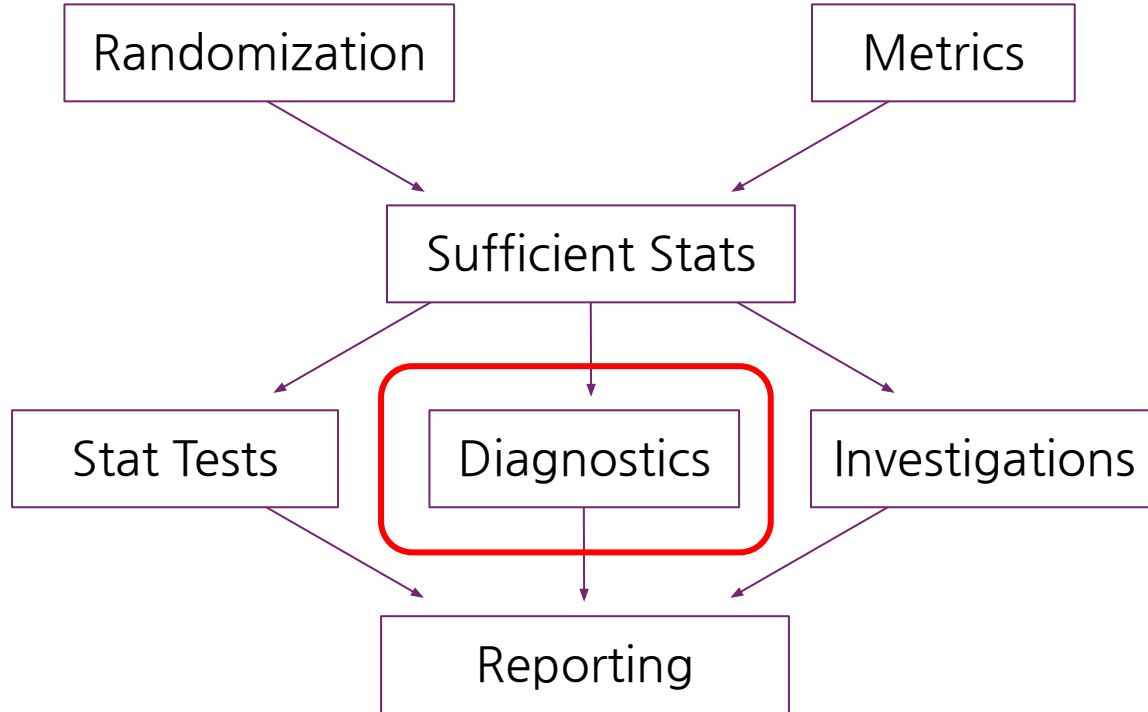 Randomization
Metrics
Sufficient Stats
Stat Tests
Diagnostics
Investigations
Reporting